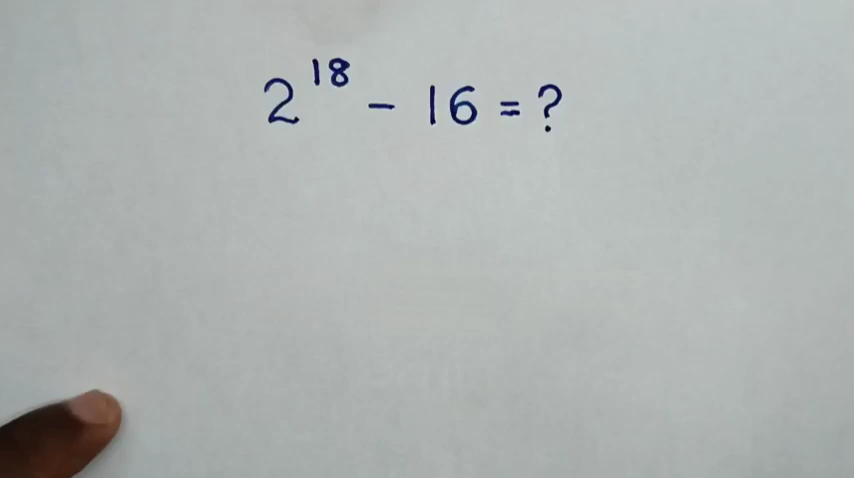 2^18 - 16 = ?